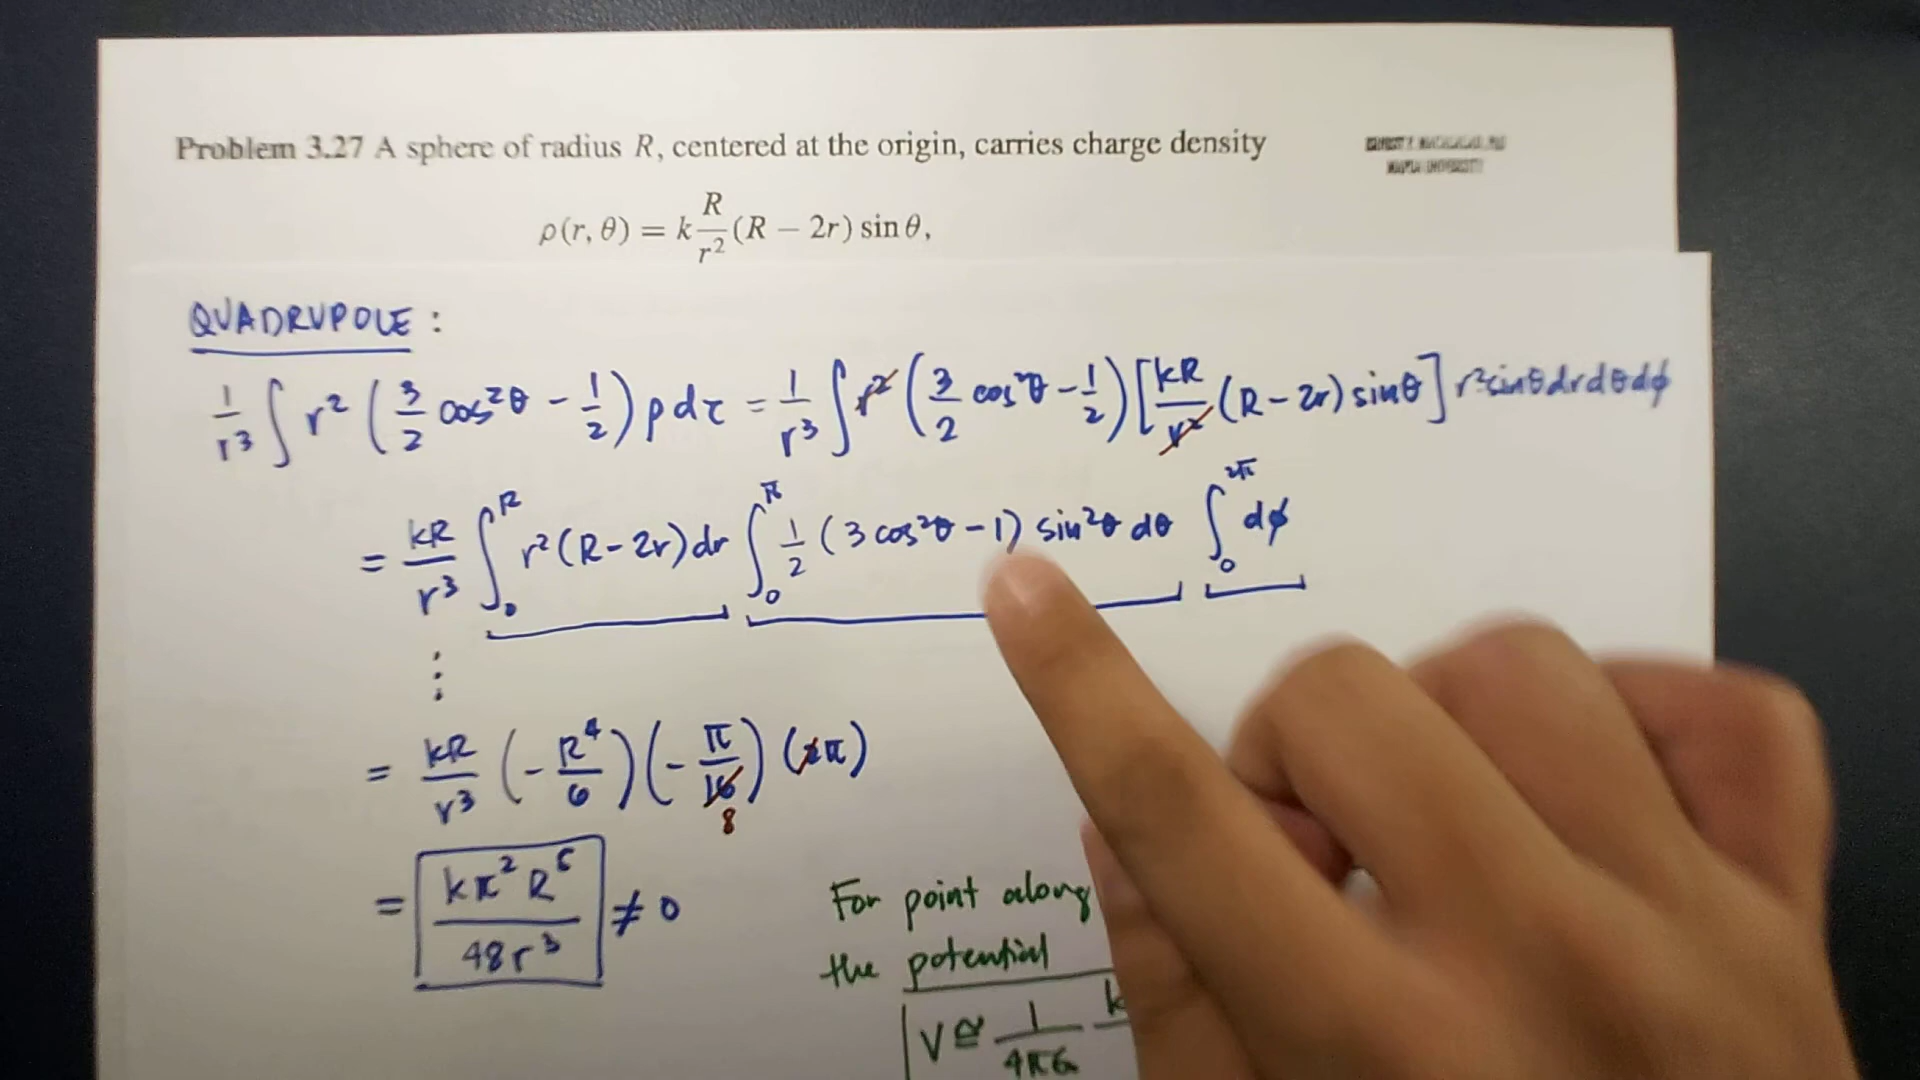 Problem 3.27 A sphere of radius R, centered at the origin, carries charge density
ρ(r, θ) = k R/r² (R − 2r) sin θ,
QUADRUPOLE:
1/r³ ∫ r² (3/2 cos²θ − 1/2) ρ dτ = 1/r³ ∫ r² (3/2 cos²θ − 1/2) [kR/r² (R − 2r) sinθ] r² sinθ dr dθ dφ
= kR/r³ ∫₀ᴿ r² (R − 2r) dr ∫₀^π 1/2 (3 cos²θ − 1) sin²θ dθ ∫₀^2π dφ
⋮
= kR/r³ (− R⁴/6) (− π/16) (2π)
8
= kπ²R⁵/48r³ ≠ 0
For point along
the potential
V ≅ 1/4πε₀ k